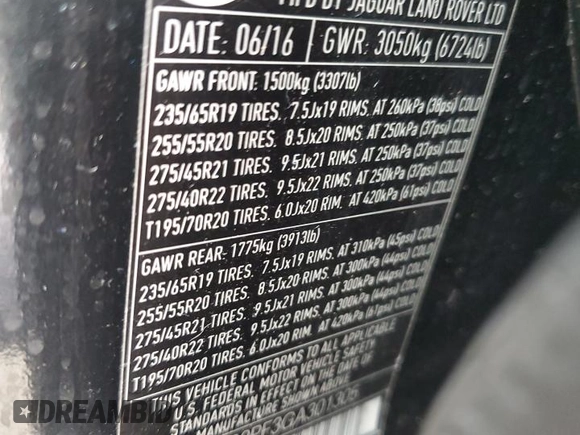 MFD BY JAGUAR LAND ROVER LTD
DATE: 06/16 GWR: 3050kg (6724lb)
GAWR FRONT: 1500kg (3307lb)
235/65R19 TIRES. 7.5Jx19 RIMS. AT 260kPa (38psi) COLD
255/55R20 TIRES. 8.5Jx20 RIMS. AT 250kPa (37psi) COLD
275/45R21 TIRES. 9.5Jx21 RIMS. AT 250kPa (37psi) COLD
275/40R22 TIRES. 9.5Jx22 RIMS. AT 250kPa (37psi) COLD
T195/70R20 TIRES. 6.0Jx20 RIM. AT 420kPa (61psi) COLD
GAWR REAR: 1775kg (3913lb)
235/65R19 TIRES. 7.5Jx19 RIMS. AT 310kPa (45psi) COLD
255/55R20 TIRES. 8.5Jx20 RIMS. AT 300kPa (44psi) COLD
275/45R21 TIRES. 9.5Jx21 RIMS. AT 300kPa (44psi) COLD
275/40R22 TIRES. 9.5Jx22 RIMS. AT 300kPa (44psi) COLD
T195/70R20 TIRES. 6.0Jx20 RIM. AT 420kPa (61psi) COLD
THIS VEHICLE CONFORMS TO ALL APPLICABLE
U.S. FEDERAL MOTOR VEHICLE SAFETY
STANDARDS IN EFFECT ON THE DATE OF
MANUFACTURE SHOWN ABOVE.
DIEBIDWAY